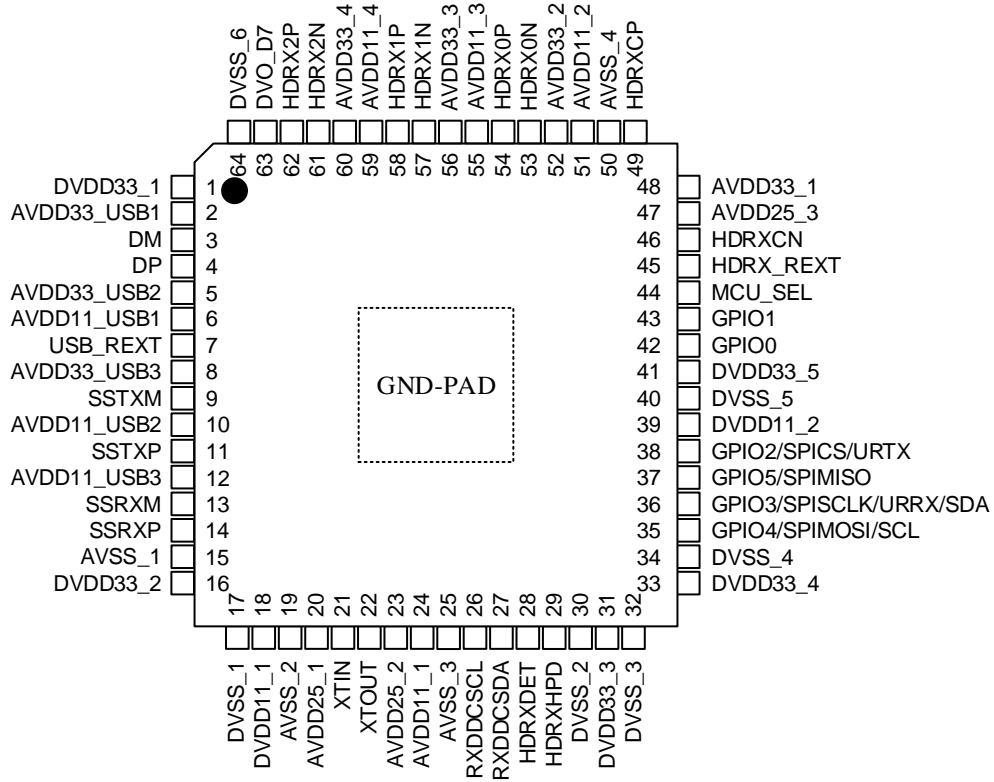 DVSS_6
DVO_D7
HDRX2P
HDRX2N
AVDD33_4
AVDD11_4
HDRX1P
HDRX1N
AVDD33_3
AVDD11_3
HDRX0P
HDRX0N
AVDD33_2
AVDD11_2
AVSS_4
HDRXCP
64 63 62 61 60 59 58 57 56 55 54 53 52 51 50 49
DVDD33_1 1 48 AVDD33_1
AVDD33_USB1 2 47 AVDD25_3
DM 3 46 HDRXCN
DP 4 45 HDRX_REXT
AVDD33_USB2 5 44 MCU_SEL
AVDD11_USB1 6 43 GPIO1
USB_REXT 7 42 GPIO0
AVDD33_USB3 8 41 DVDD33_5
SSTXM 9 40 DVSS_5
AVDD11_USB2 10 39 DVDD11_2
SSTXP 11 38 GPIO2/SPICS/URTX
AVDD11_USB3 12 37 GPIO5/SPIMISO
SSRXM 13 36 GPIO3/SPISCLK/URRX/SDA
SSRXP 14 35 GPIO4/SPIMOSI/SCL
AVSS_1 15 34 DVSS_4
DVDD33_2 16 33 DVDD33_4
GND-PAD
17 18 19 20 21 22 23 24 25 26 27 28 29 30 31 32
DVSS_1
DVDD11_1
AVSS_2
AVDD25_1
XTIN
XTOUT
AVDD25_2
AVDD11_1
AVSS_3
RXDDCSCL
RXDDCSDA
HDRXDET
HDRXHPD
DVSS_2
DVDD33_3
DVSS_3